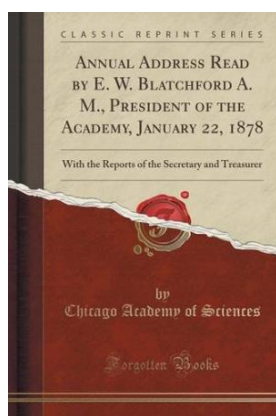 CLASSIC REPRINT SERIES
ANNUAL ADDRESS READ
BY E. W. BLATCHFORD A.
M., PRESIDENT OF THE
ACADEMY, JANUARY 22, 1878
With the Reports of the Secretary and Treasurer
by
Chicago Academy of Sciences
Forgotten Books